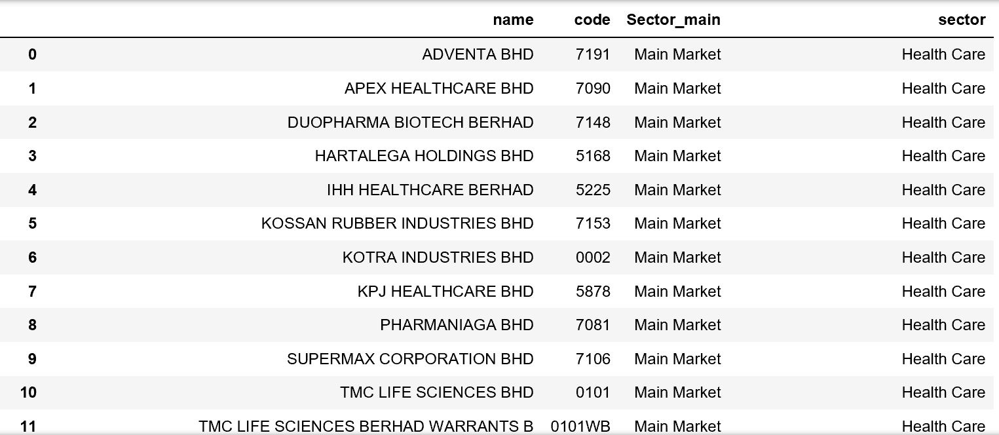 name code Sector_main sector
0 ADVENTA BHD 7191 Main Market Health Care
1 APEX HEALTHCARE BHD 7090 Main Market Health Care
2 DUOPHARMA BIOTECH BERHAD 7148 Main Market Health Care
3 HARTALEGA HOLDINGS BHD 5168 Main Market Health Care
4 IHH HEALTHCARE BERHAD 5225 Main Market Health Care
5 KOSSAN RUBBER INDUSTRIES BHD 7153 Main Market Health Care
6 KOTRA INDUSTRIES BHD 0002 Main Market Health Care
7 KPJ HEALTHCARE BHD 5878 Main Market Health Care
8 PHARMANIAGA BHD 7081 Main Market Health Care
9 SUPERMAX CORPORATION BHD 7106 Main Market Health Care
10 TMC LIFE SCIENCES BHD 0101 Main Market Health Care
11 TMC LIFE SCIENCES BERHAD WARRANTS B 0101WB Main Market Health Care